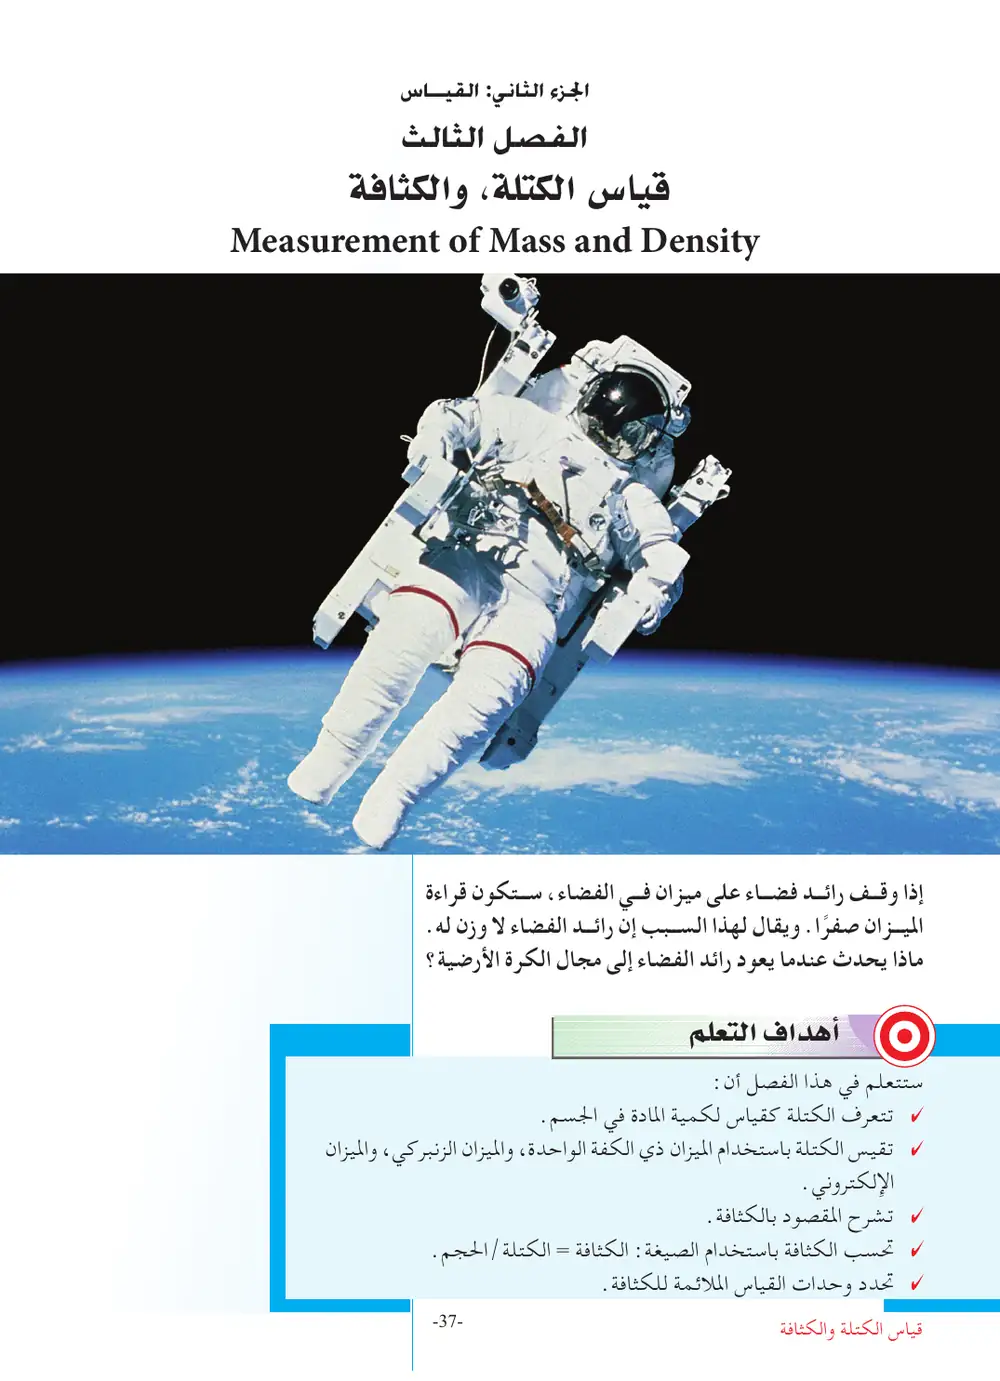 الجزء الثاني: القيـــاس
الفصل الثالث
قياس الكتلة، والكثافة
Measurement of Mass and Density
إذا وقـف رائـد فضـاء على ميزان فـي الفضاء، ستكون قراءة
الميـزان صفرًا. ويقال لهذا السـبب إن رائـد الفضاء لا وزن له.
ماذا يحدث عندما يعود رائد الفضاء إلى مجال الكرة الأرضية؟
أهداف التعلم
ستتعلم في هذا الفصل أن:
✓ تتعرف الكتلة كقياس لكمية المادة في الجسم.
✓ تقيس الكتلة باستخدام الميزان ذي الكفة الواحدة، والميزان الزنبركي، والميزان
الإلكتروني.
✓ تشرح المقصود بالكثافة.
✓ تحسب الكثافة باستخدام الصيغة: الكثافة = الكتلة/الحجم.
✓ تحدد وحدات القياس الملائمة للكثافة.
قياس الكتلة والكثافة
-37-